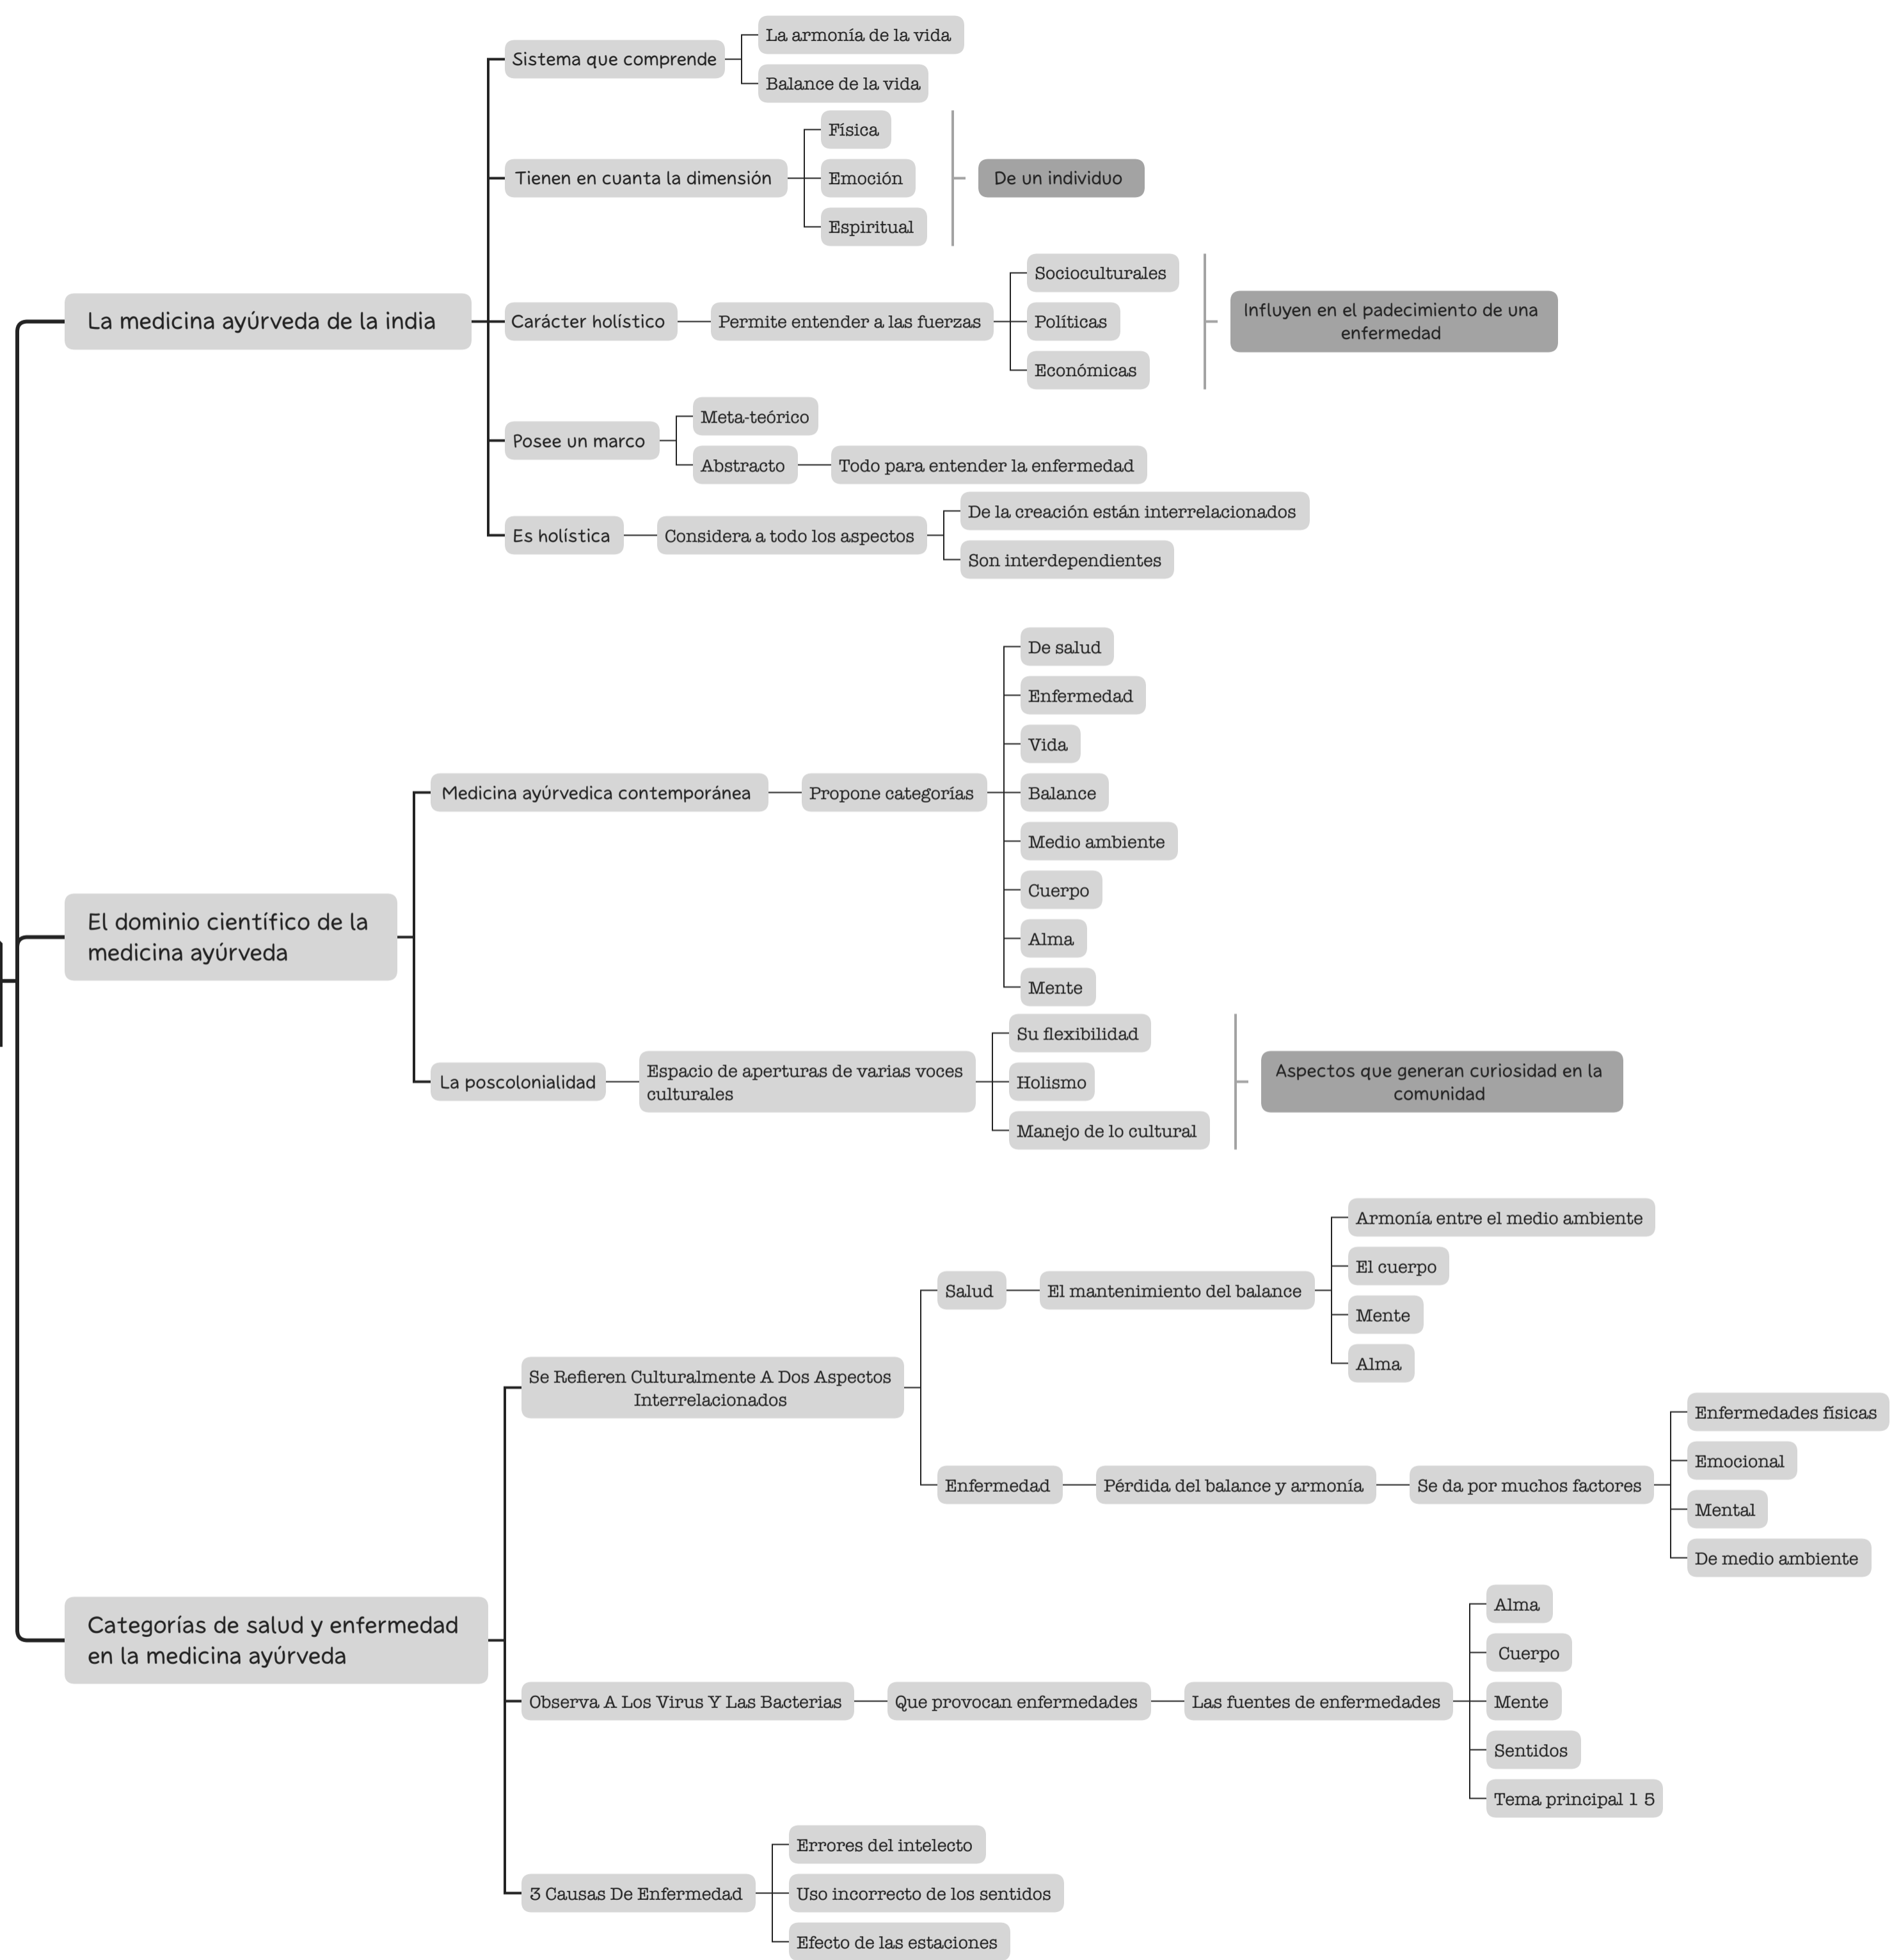 La medicina ayúrveda de la india
Sistema que comprende
La armonía de la vida
Balance de la vida
Tienen en cuanta la dimensión
Física
Emoción
Espiritual
De un individuo
Carácter holístico
Permite entender a las fuerzas
Socioculturales
Políticas
Económicas
Influyen en el padecimiento de una
enfermedad
Posee un marco
Meta-teórico
Abstracto
Todo para entender la enfermedad
Es holística
Considera a todo los aspectos
De la creación están interrelacionados
Son interdependientes
El dominio científico de la
medicina ayúrveda
Medicina ayúrvedica contemporánea
Propone categorías
De salud
Enfermedad
Vida
Balance
Medio ambiente
Cuerpo
Alma
Mente
La poscolonialidad
Espacio de aperturas de varias voces
culturales
Su flexibilidad
Holismo
Manejo de lo cultural
Aspectos que generan curiosidad en la
comunidad
Categorías de salud y enfermedad
en la medicina ayúrveda
Se Refieren Culturalmente A Dos Aspectos
Interrelacionados
Salud
El mantenimiento del balance
Armonía entre el medio ambiente
El cuerpo
Mente
Alma
Enfermedad
Pérdida del balance y armonía
Se da por muchos factores
Enfermedades físicas
Emocional
Mental
De medio ambiente
Observa A Los Virus Y Las Bacterias
Que provocan enfermedades
Las fuentes de enfermedades
Alma
Cuerpo
Mente
Sentidos
Tema principal 1 5
3 Causas De Enfermedad
Errores del intelecto
Uso incorrecto de los sentidos
Efecto de las estaciones